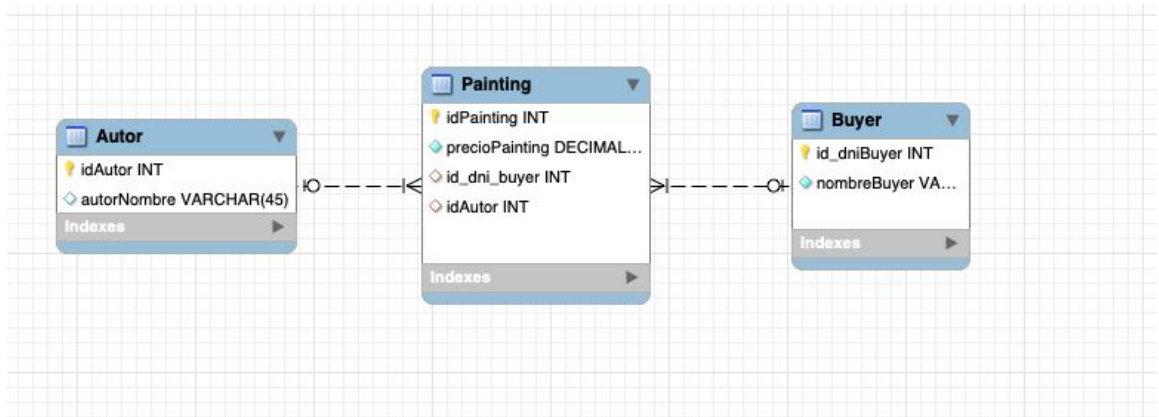 Autor
idAutor INT
autorNombre VARCHAR(45)
Indexes
Painting
idPainting INT
precioPainting DECIMAL...
id_dni_buyer INT
idAutor INT
Indexes
Buyer
id_dniBuyer INT
nombreBuyer VA...
Indexes